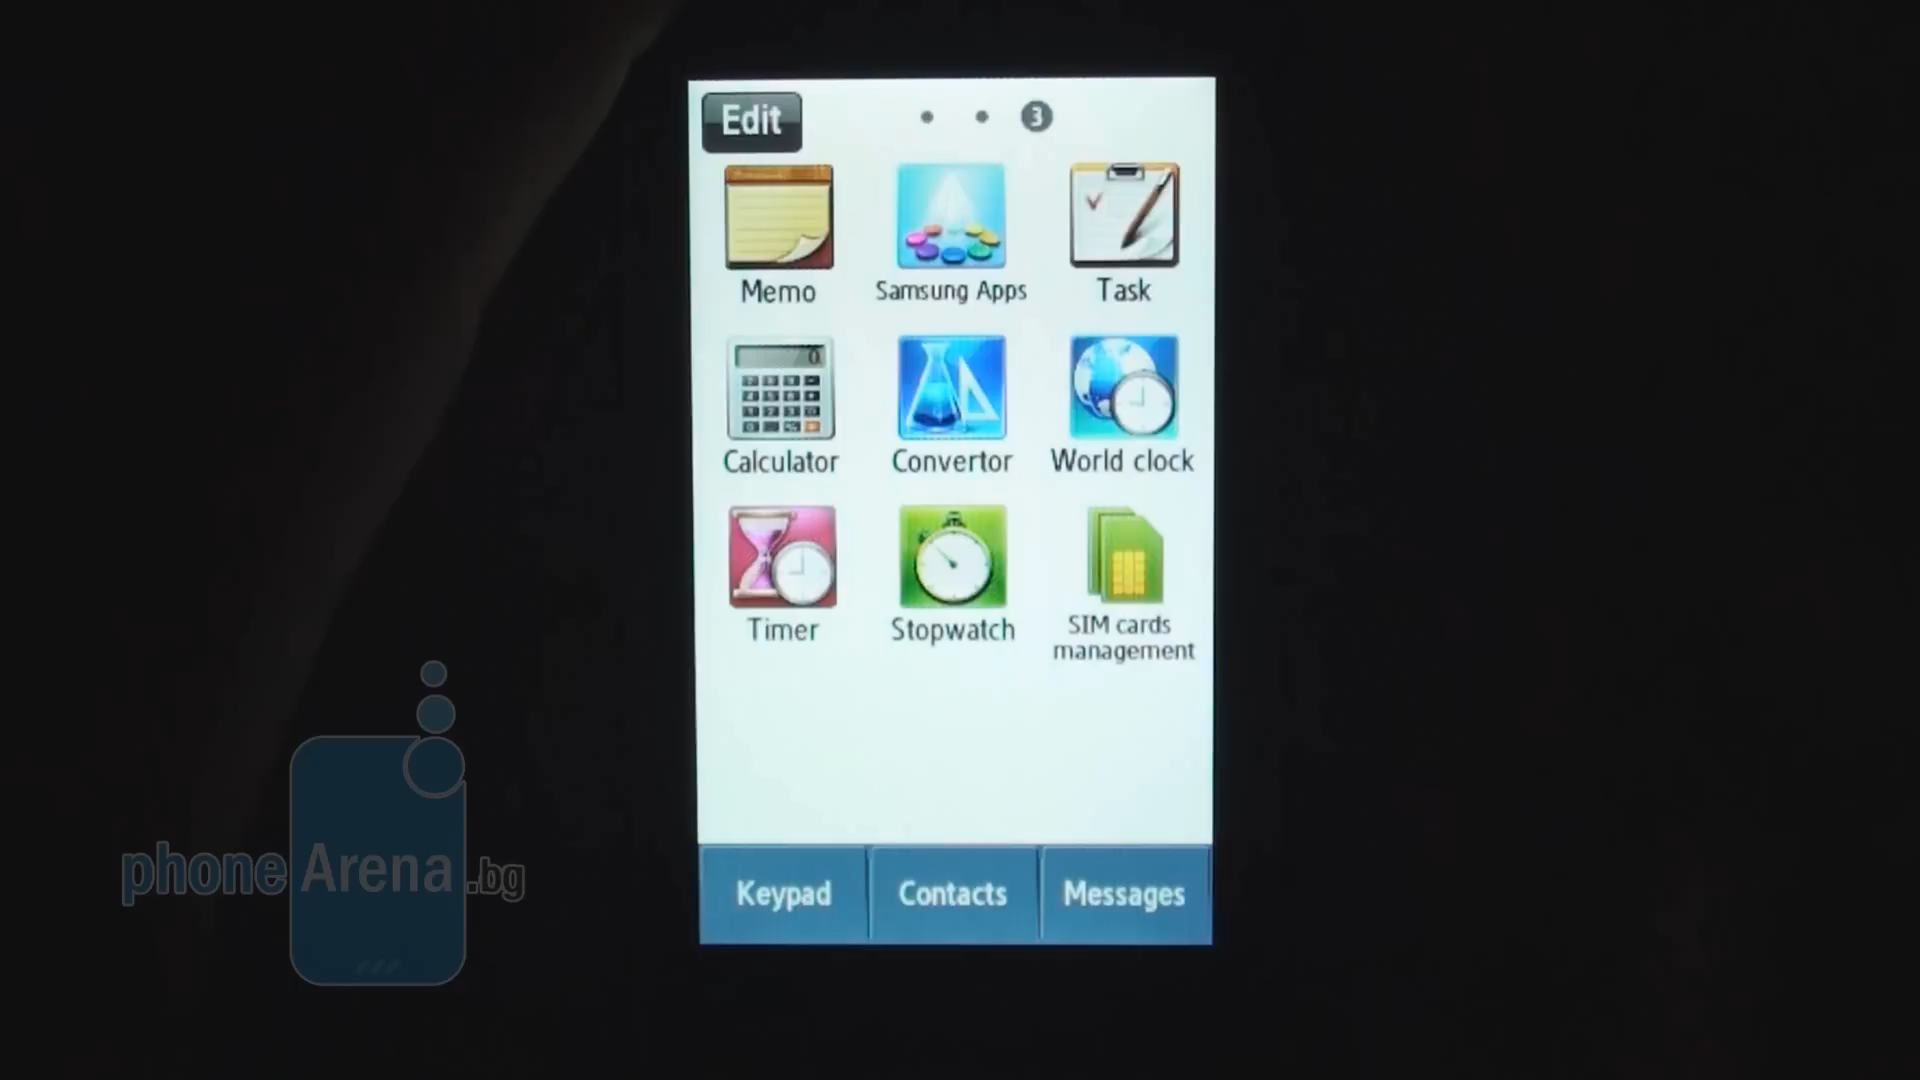 Edit
3
Memo
Samsung Apps
Task
0
Calculator
Convertor
World clock
Timer
Stopwatch
SIM cards
management
Keypad
Contacts
Messages
phoneArena.bg